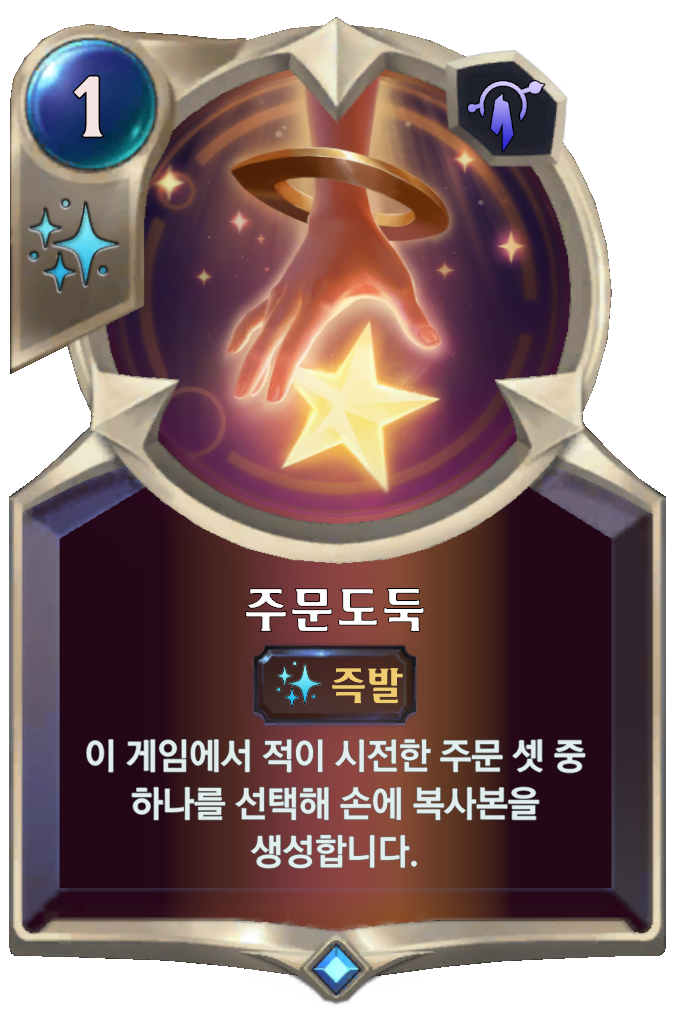 1
주문도둑
즉발
이 게임에서 적이 시전한 주문 셋 중
하나를 선택해 손에 복사본을
생성합니다.